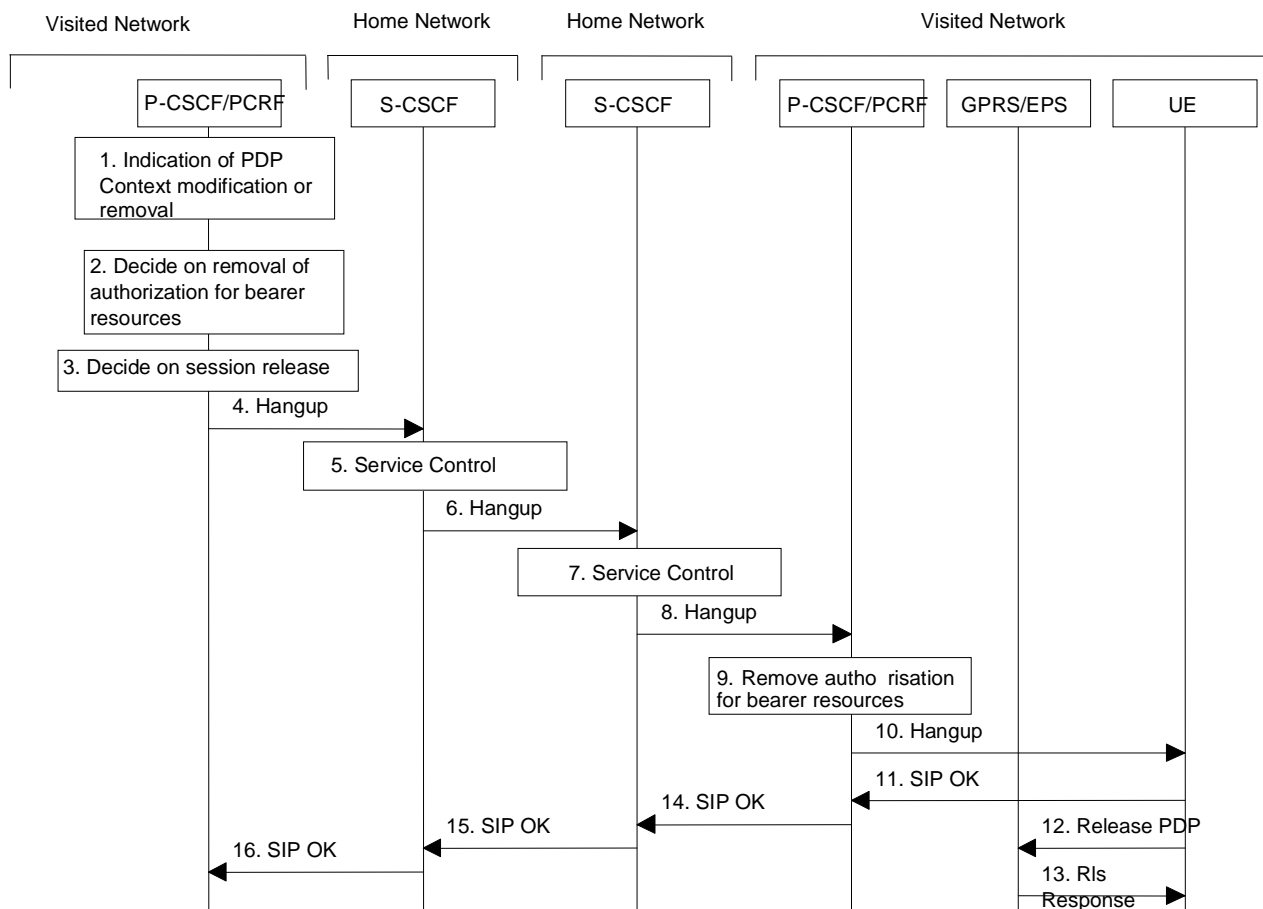 Visited Network
Home Network
Home Network
Visited Network
P-CSCF/PCRF
S-CSCF
S-CSCF
P-CSCF/PCRF
GPRS/EPS
UE
1. Indication of PDP
Context modification or
removal
2. Decide on removal of
authorization for bearer
resources
3. Decide on session release
4. Hangup
5. Service Control
6. Hangup
7. Service Control
8. Hangup
9. Remove autho risation
for bearer resources
10. Hangup
11. SIP OK
14. SIP OK
15. SIP OK
12. Release PDP
16. SIP OK
13. Rls
Response